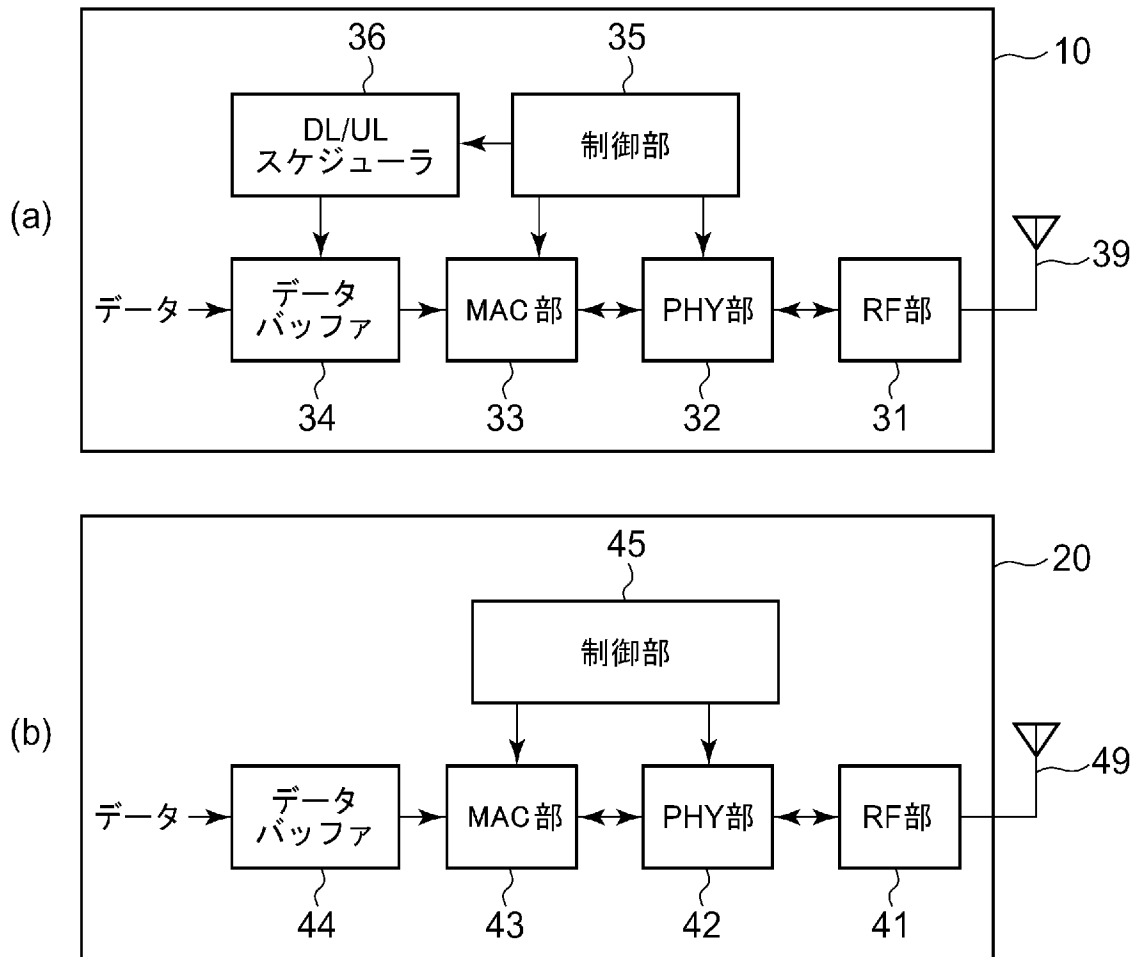 36
35
10
DL/UL
スケジューラ
制御部
(a)
39
データ
データ
バッファ
MAC部
PHY部
RF部
34
33
32
31
45
20
制御部
(b)
49
データ
データ
バッファ
MAC部
PHY部
RF部
44
43
42
41